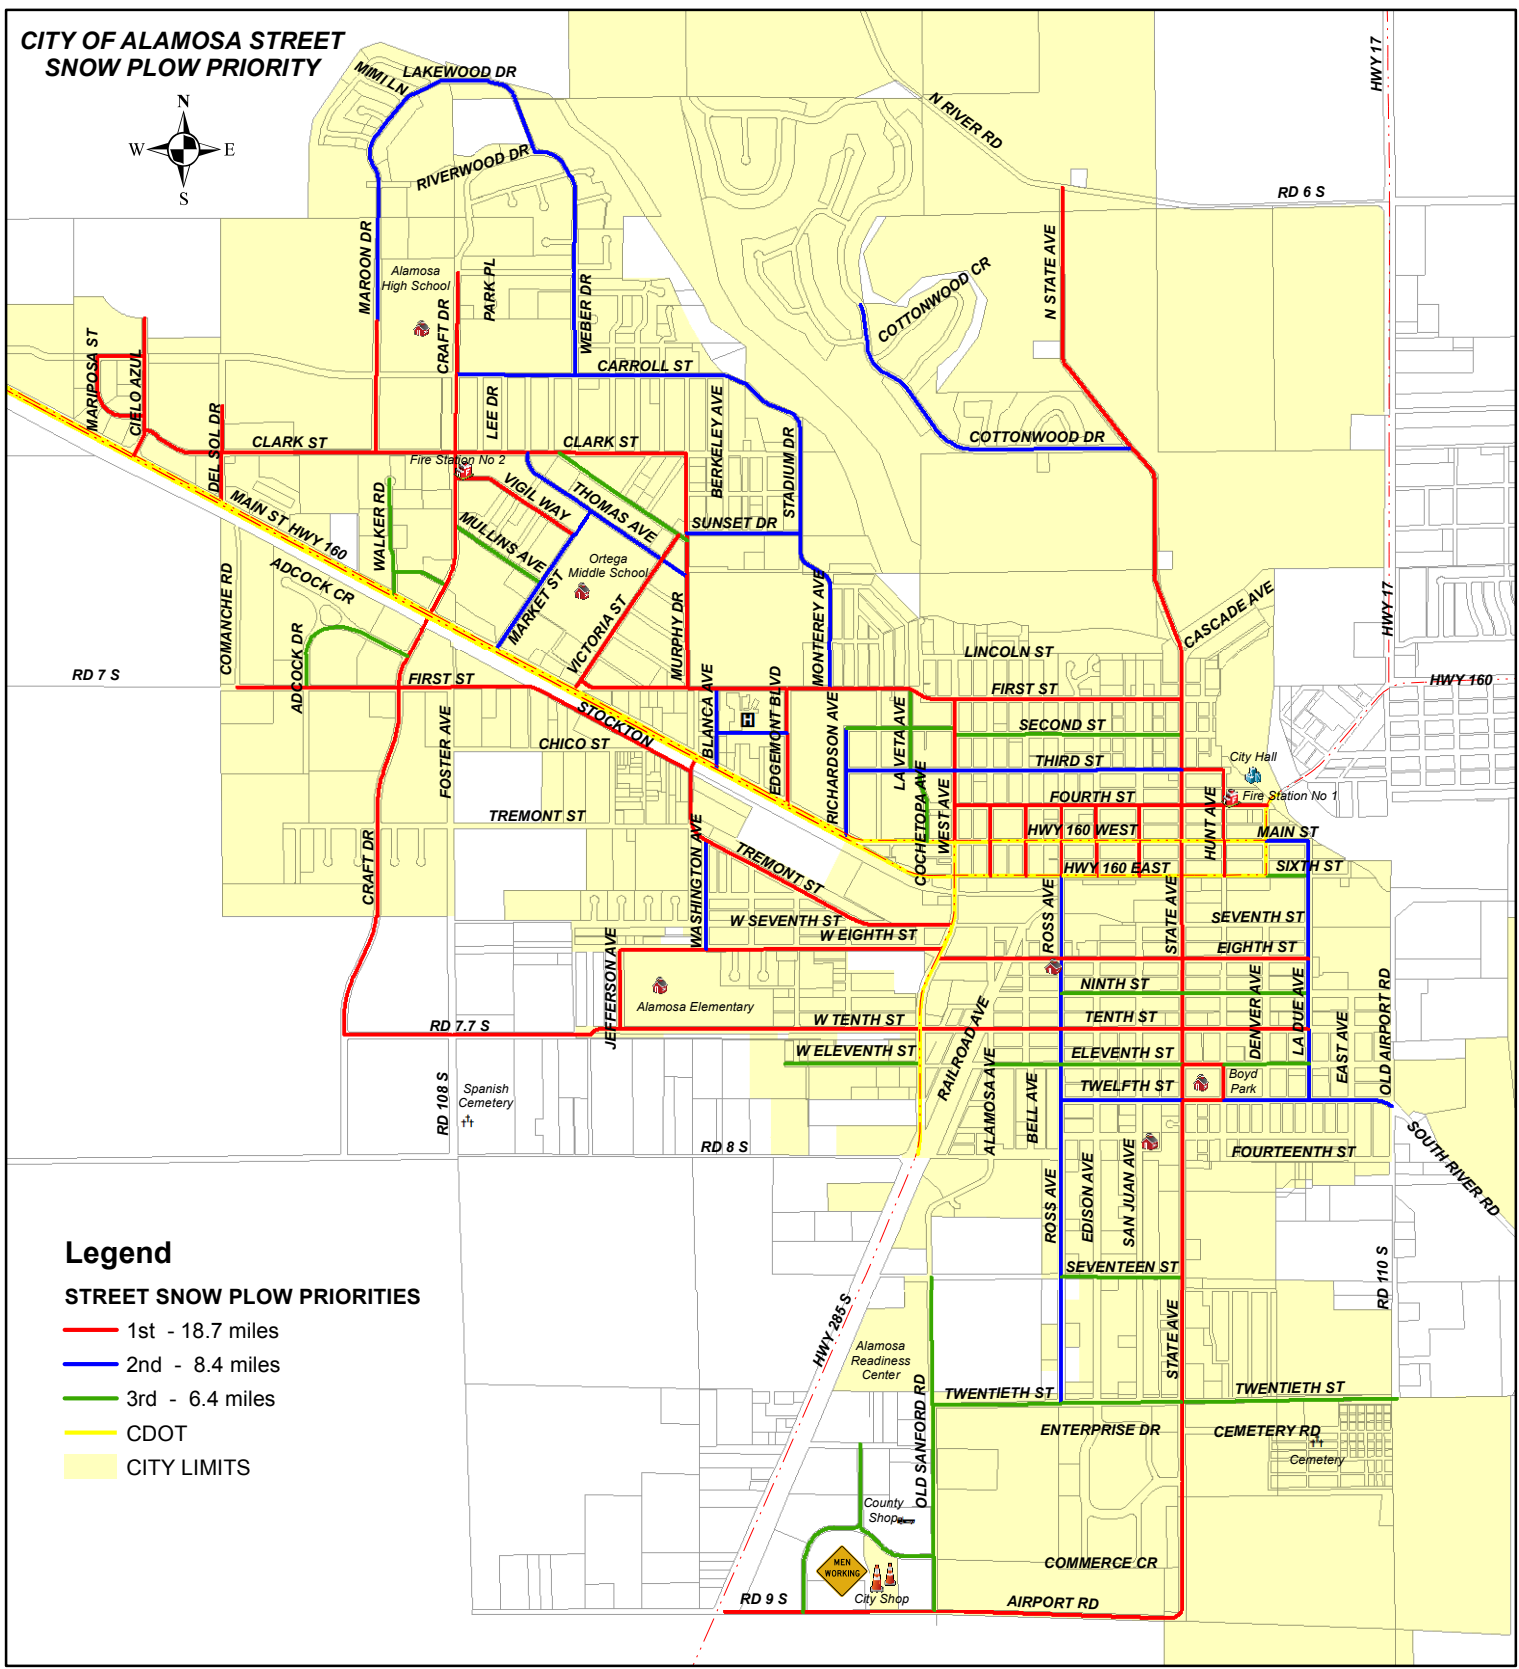 CITY OF ALAMOSA STREET
SNOW PLOW PRIORITY
N
W
E
S
MIMI LN
LAKEWOOD DR
RIVERWOOD DR
N RIVER RD
HWY 17
RD 6 S
MAROON DR
Alamosa
High School
PARK PL
CRAFT DR
WEBER DR
N STATE AVE
COTTONWOOD CR
MARIPOSA ST
CIELO AZUL
DEL SOL DR
CARROLL ST
LEE DR
BERKELEY AVE
STADIUM DR
COTTONWOOD DR
CLARK ST
CLARK ST
Fire Station No 2
VIGIL WAY
THOMAS AVE
SUNSET DR
WALKER RD
MAIN ST HWY 160
MULLINS AVE
Ortega
Middle School
ADCOCK CR
COMANCHE RD
MARKET ST
VICTORIA ST
MURPHY DR
MONTEREY AVE
CASCADE AVE
HWY 17
ADCOCK DR
LINCOLN ST
RD 7 S
FIRST ST
FIRST ST
HWY 160
STOCKTON
BLANCA AVE
H
EDGEMONT BLVD
RICHARDSON AVE
LA VETA AVE
SECOND ST
FOSTER AVE
CHICO ST
THIRD ST
City Hall
COCHETOPA AVE
WEST AVE
FOURTH ST
HUNT AVE
Fire Station No 1
TREMONT ST
HWY 160 WEST
MAIN ST
CRAFT DR
WASHINGTON AVE
TREMONT ST
HWY 160 EAST
SIXTH ST
W SEVENTH ST
ROSS AVE
STATE AVE
SEVENTH ST
W EIGHTH ST
EIGHTH ST
JEFFERSON AVE
Alamosa Elementary
NINTH ST
DENVER AVE
LA DUE AVE
OLD AIRPORT RD
RD 7.7 S
W TENTH ST
RAILROAD AVE
TENTH ST
EAST AVE
W ELEVENTH ST
ELEVENTH ST
RD 108 S
Spanish
Cemetery
ALAMOSA AVE
BELL AVE
TWELFTH ST
Boyd
Park
RD 8 S
FOURTEENTH ST
SOUTH RIVER RD
ROSS AVE
EDISON AVE
SAN JUAN AVE
SEVENTEEN ST
RD 110 S
HWY 285 S
Alamosa
Readiness
Center
STATE AVE
OLD SANFORD RD
TWENTIETH ST
TWENTIETH ST
ENTERPRISE DR
CEMETERY RD
Cemetery
County
Shop
COMMERCE CR
MEN
WORKING
City Shop
RD 9 S
AIRPORT RD
Legend
STREET SNOW PLOW PRIORITIES
1st - 18.7 miles
2nd - 8.4 miles
3rd - 6.4 miles
CDOT
CITY LIMITS